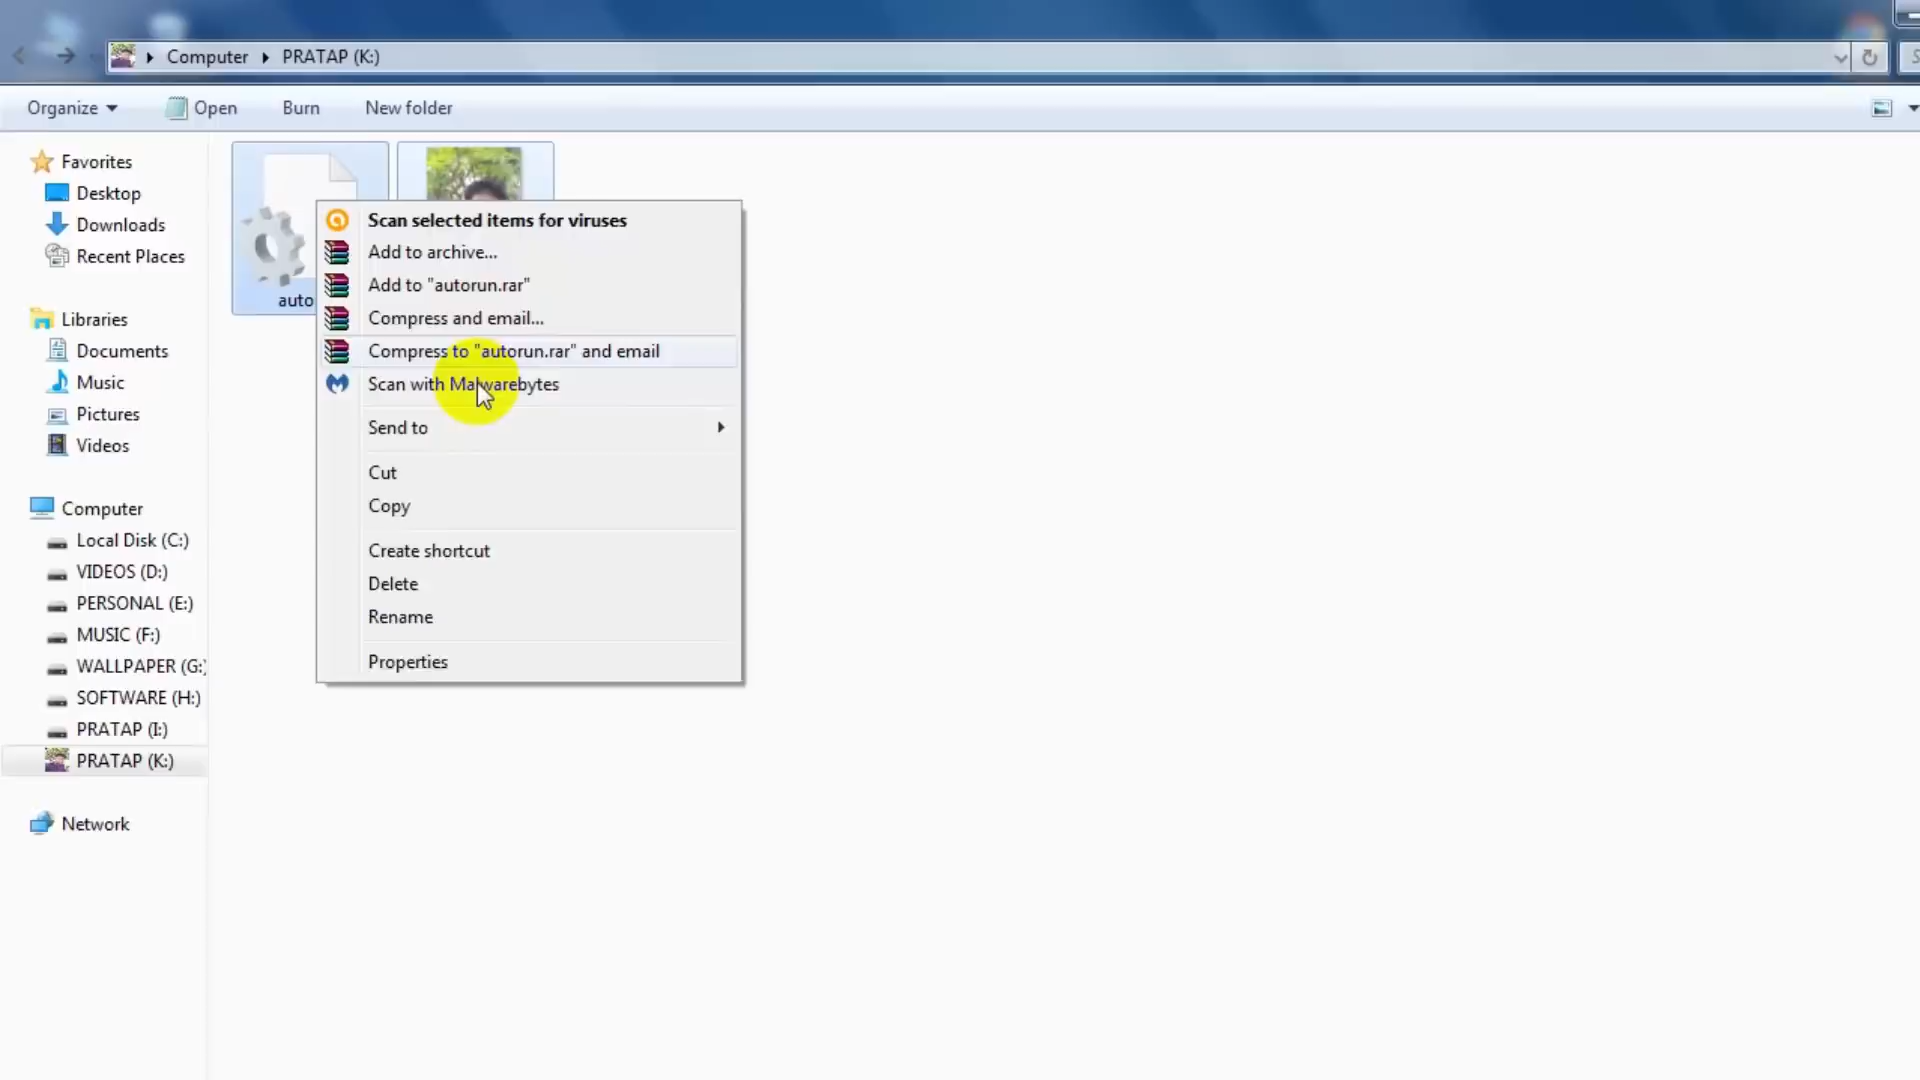 Computer PRATAP (K:)
Organize Open Burn New folder
Favorites
Desktop
Downloads
Recent Places
Libraries
Documents
Music
Pictures
Videos
Computer
Local Disk (C:)
VIDEOS (D:)
PERSONAL (E:)
MUSIC (F:)
WALLPAPER (G:)
SOFTWARE (H:)
PRATAP (I:)
PRATAP (K:)
Network
auto
Scan selected items for viruses
Add to archive...
Add to "autorun.rar"
Compress and email...
Compress to "autorun.rar" and email
Scan with Malwarebytes
Send to
Cut
Copy
Create shortcut
Delete
Rename
Properties